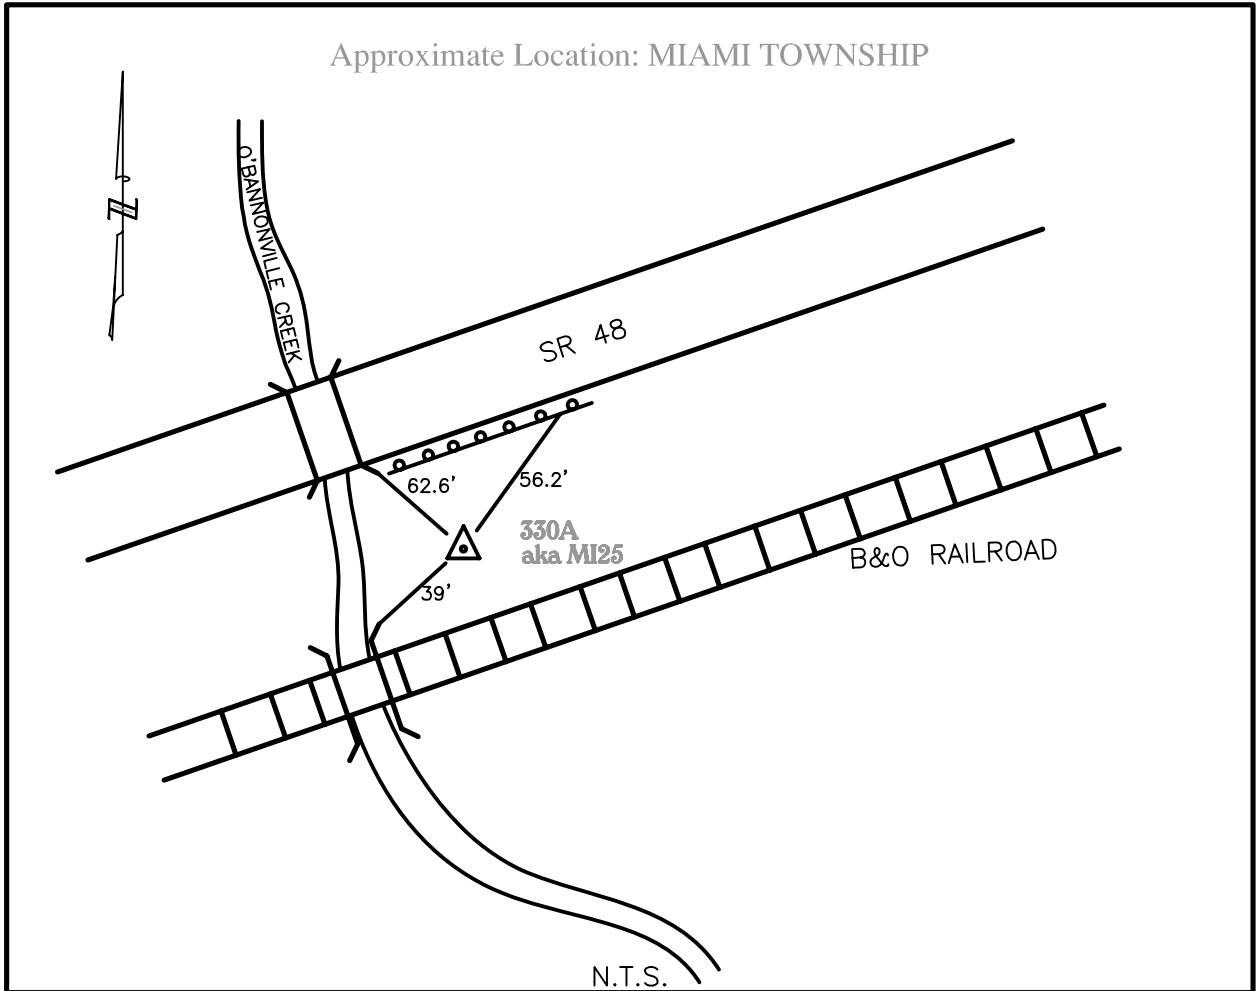 Approximate Location: MIAMI TOWNSHIP
N
O'BANNONVILLE CREEK
SR 48
62.6'
56.2'
330A
aka MI25
B&O RAILROAD
39'
N.T.S.